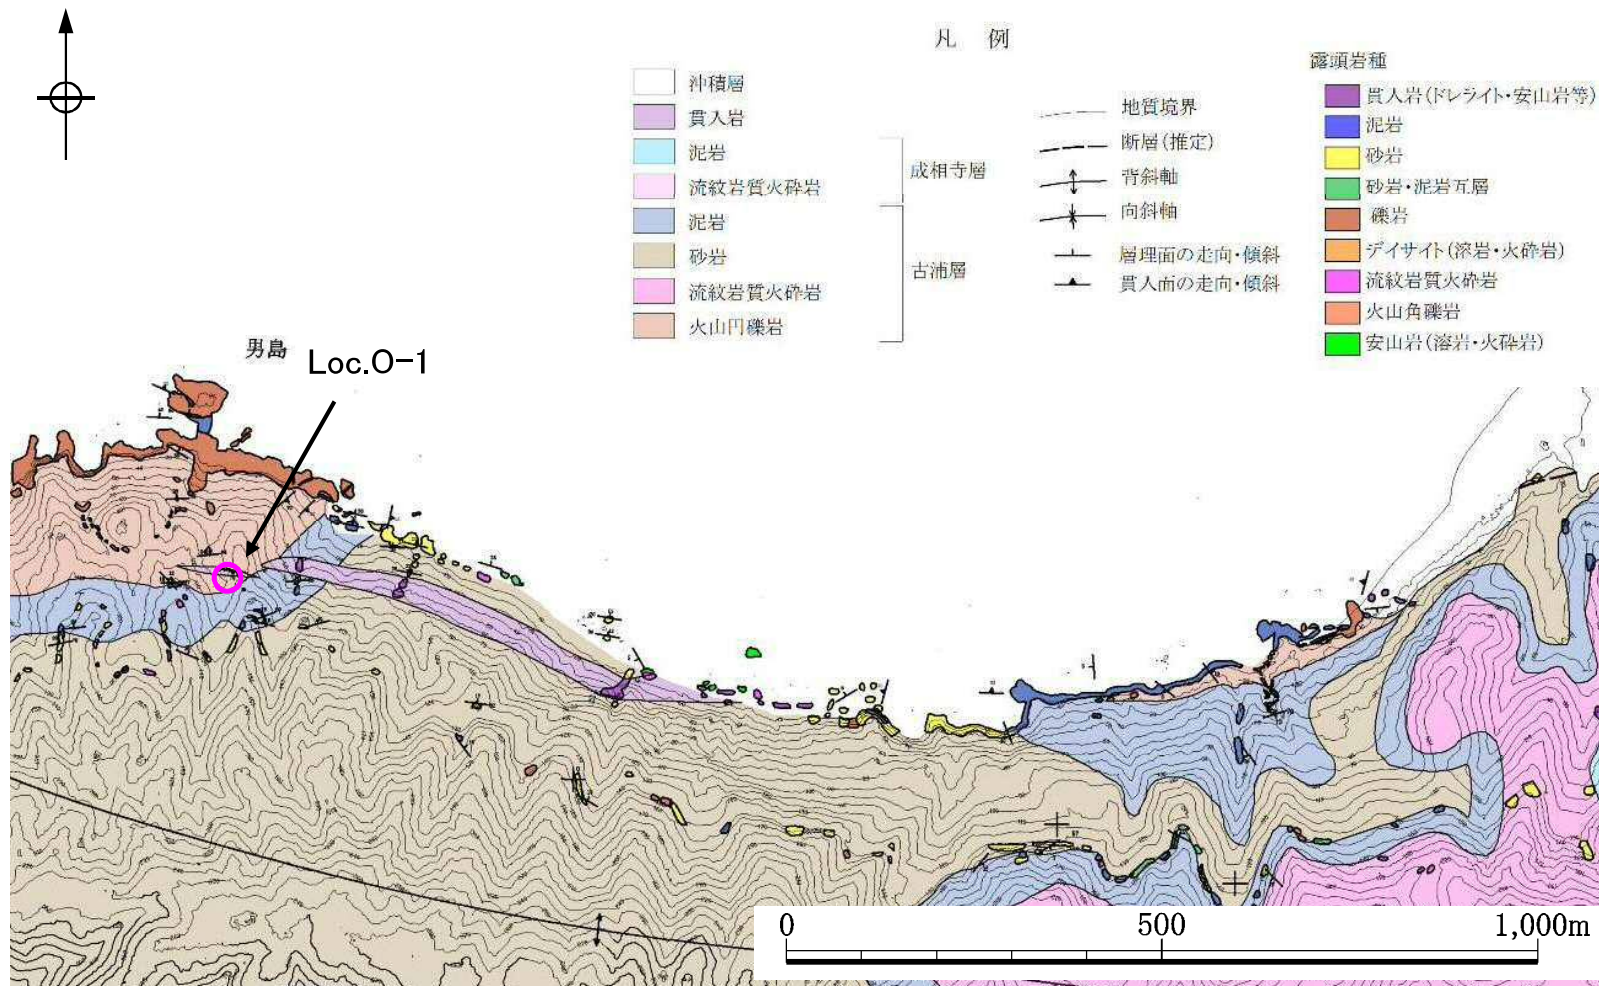 凡 例
沖積層
貫入岩
泥岩
流紋岩質火砕岩
成相寺層
泥岩
砂岩
流紋岩質火砕岩
火山円礫岩
古浦層
地質境界
断層(推定)
背斜軸
向斜軸
層理面の走向・傾斜
貫入面の走向・傾斜
露頭岩種
貫入岩(ドレライト・安山岩等)
泥岩
砂岩
砂岩・泥岩互層
礫岩
デイサイト(溶岩・火砕岩)
流紋岩質火砕岩
火山角礫岩
安山岩(溶岩・火砕岩)
男島
Loc.O-1
0 500 1,000m